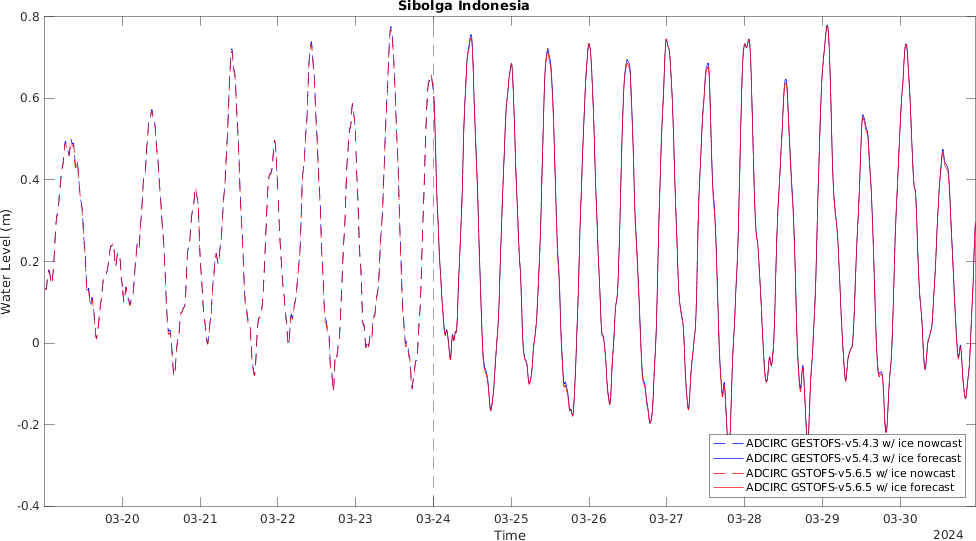 Sibolga Indonesia
0.8
0.6
0.4
0.2
0
-0.2
-0.4
Water Level (m)
ADCIRC GESTOFS-v5.4.3 w/ ice nowcast
ADCIRC GESTOFS-v5.4.3 w/ ice forecast
ADCIRC GSTOFS-v5.6.5 w/ ice nowcast
ADCIRC GSTOFS-v5.6.5 w/ ice forecast
03-20 03-21 03-22 03-23 03-24 03-25 03-26 03-27 03-28 03-29 03-30
Time
2024